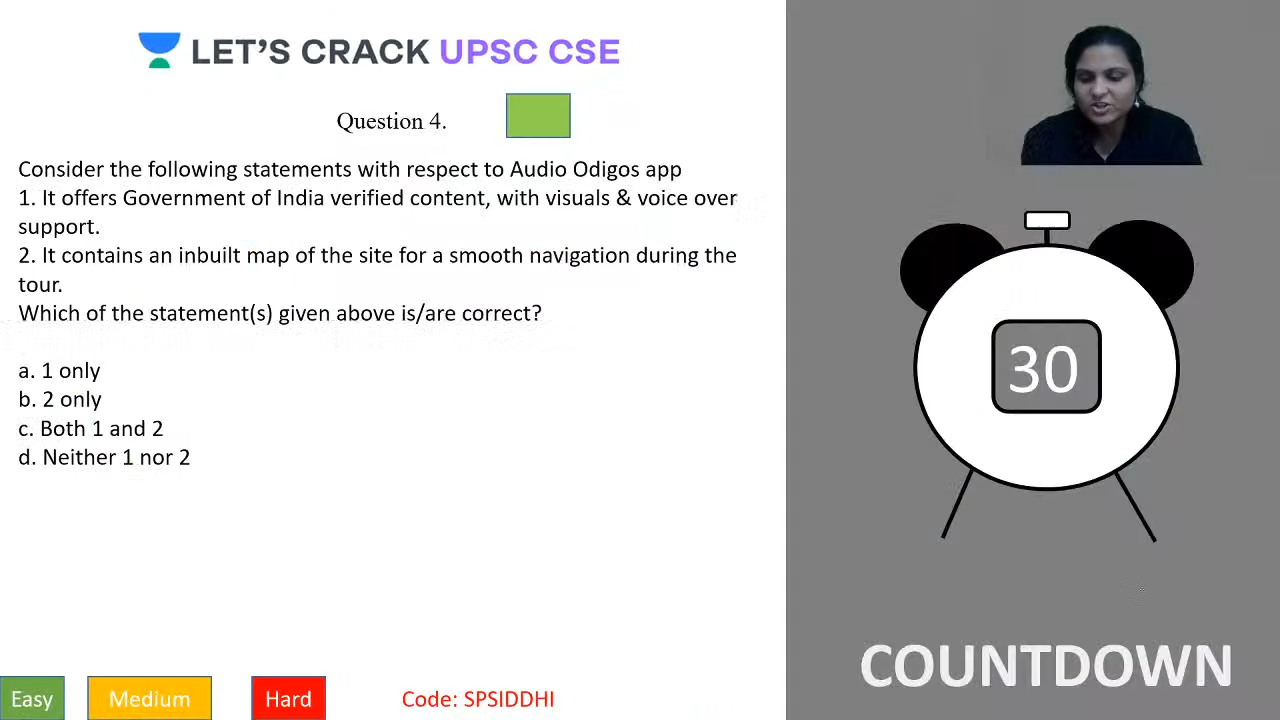 LET'S CRACK UPSC CSE
Question 4.
Consider the following statements with respect to Audio Odigos app
1. It offers Government of India verified content, with visuals & voice over
support.
2. It contains an inbuilt map of the site for a smooth navigation during the
tour.
Which of the statement(s) given above is/are correct?
a. 1 only
b. 2 only
c. Both 1 and 2
d. Neither 1 nor 2
30
COUNTDOWN
Easy
Medium
Hard
Code: SPSIDDHI